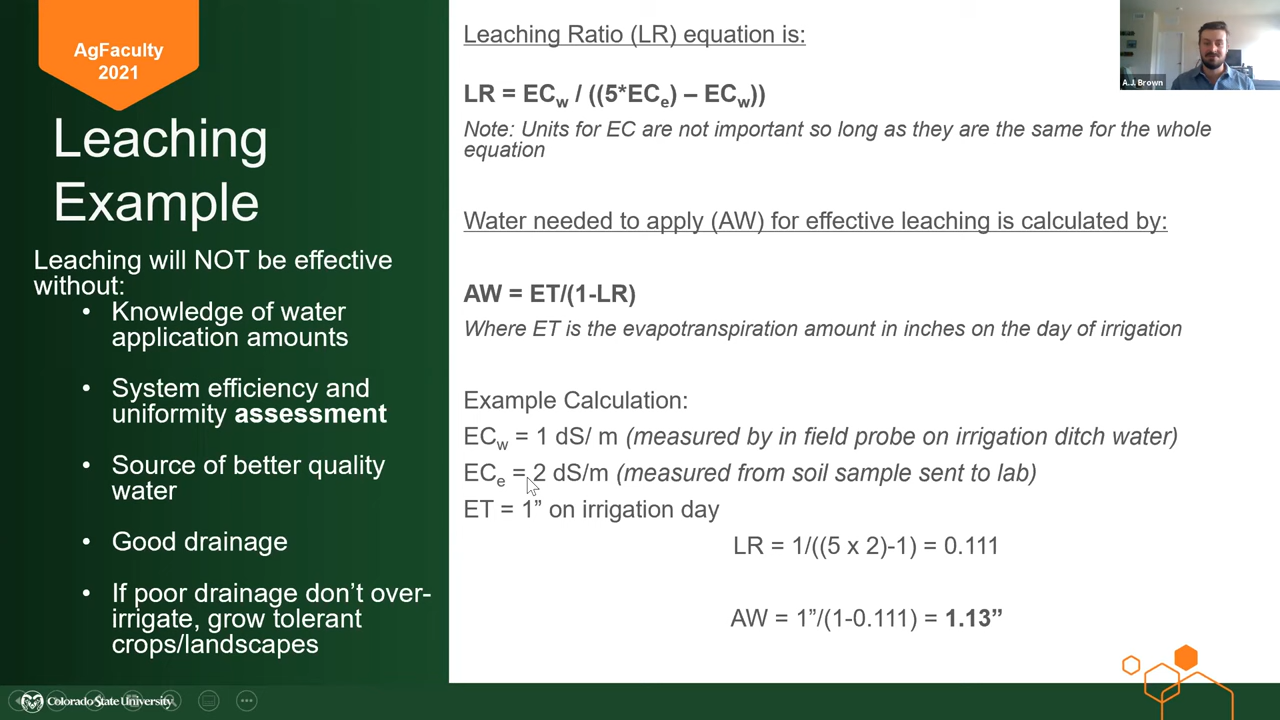 AgFaculty
2021
Leaching
Example
Leaching will NOT be effective
without:
• Knowledge of water
application amounts
• System efficiency and
uniformity assessment
• Source of better quality
water
• Good drainage
• If poor drainage don’t over-
irrigate, grow tolerant
crops/landscapes
Colorado State University
Leaching Ratio (LR) equation is:
LR = ECw / ((5*ECe) – ECw))
Note: Units for EC are not important so long as they are the same for the whole
equation
Water needed to apply (AW) for effective leaching is calculated by:
AW = ET/(1-LR)
Where ET is the evapotranspiration amount in inches on the day of irrigation
Example Calculation:
ECw = 1 dS/ m (measured by in field probe on irrigation ditch water)
ECe = 2 dS/m (measured from soil sample sent to lab)
ET = 1” on irrigation day
LR = 1/((5 x 2)-1) = 0.111
AW = 1”/(1-0.111) = 1.13”
A.J. Brown